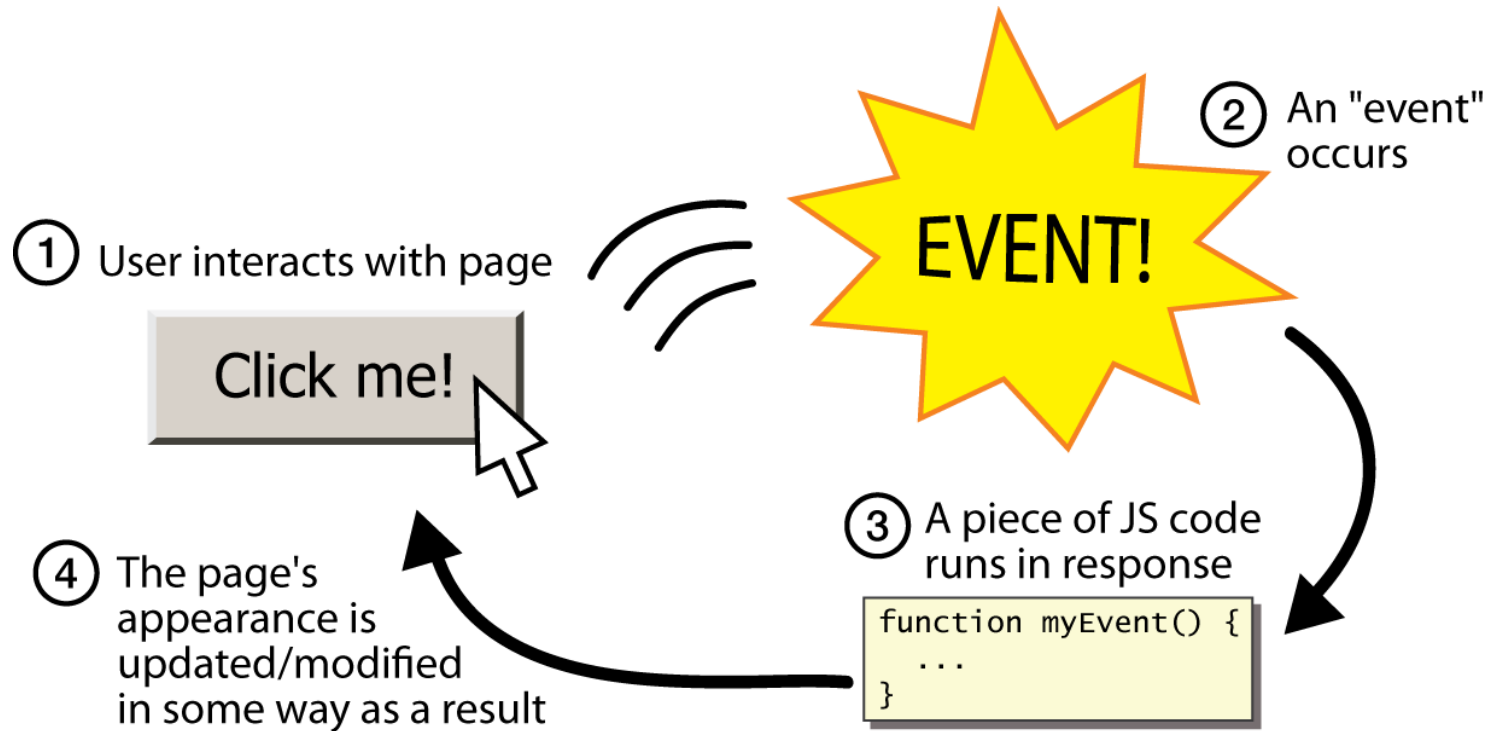 1 User interacts with page
Click me!
EVENT!
2 An "event"
occurs
3 A piece of JS code
runs in response
function myEvent() {
  ...
}
4 The page's
appearance is
updated/modified
in some way as a result